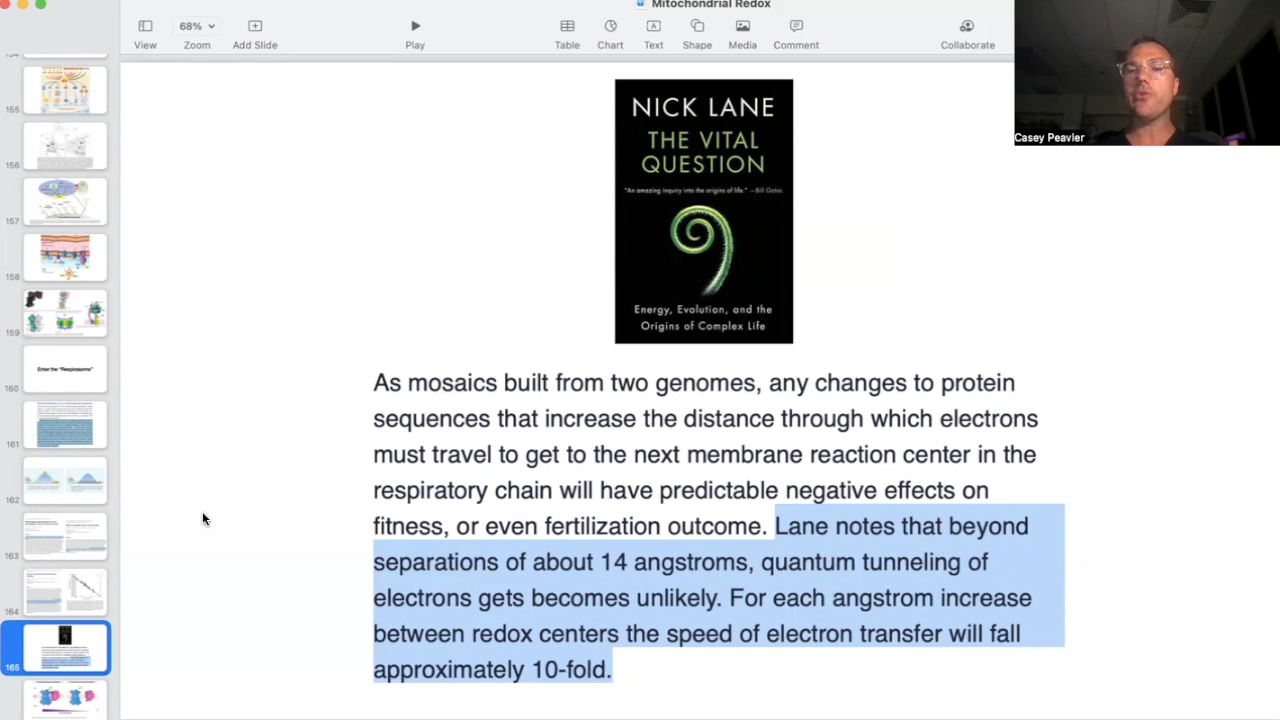 Mitochondrial Redox
68%
View
Zoom
Add Slide
Play
Table
Chart
Text
Shape
Media
Comment
Collaborate
Casey Peavler
155
156
157
158
159
Enter the "Respirasome"
160
161
162
163
164
165
NICK LANE
THE VITAL
QUESTION
"An amazing inquiry into the origins of life." —Bill Gates
Energy, Evolution, and the
Origins of Complex Life
As mosaics built from two genomes, any changes to protein
sequences that increase the distance through which electrons
must travel to get to the next membrane reaction center in the
respiratory chain will have predictable negative effects on
fitness, or even fertilization outcome. Lane notes that beyond
separations of about 14 angstroms, quantum tunneling of
electrons gets becomes unlikely. For each angstrom increase
between redox centers the speed of electron transfer will fall
approximately 10-fold.